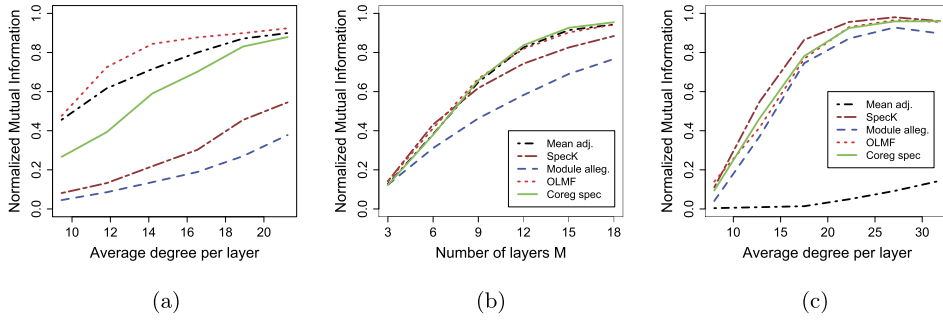 Normalized Mutual Information
0.0 0.2 0.4 0.6 0.8 1.0
10 12 14 16 18 20
Average degree per layer
(a)
Normalized Mutual Information
0.0 0.2 0.4 0.6 0.8 1.0
Mean adj.
SpecK
Module alleg.
OLMF
Coreg spec
3 6 9 12 15 18
Number of layers M
(b)
Normalized Mutual Information
0.0 0.2 0.4 0.6 0.8 1.0
Mean adj.
SpecK
Module alleg.
OLMF
Coreg spec
10 15 20 25 30
Average degree per layer
(c)